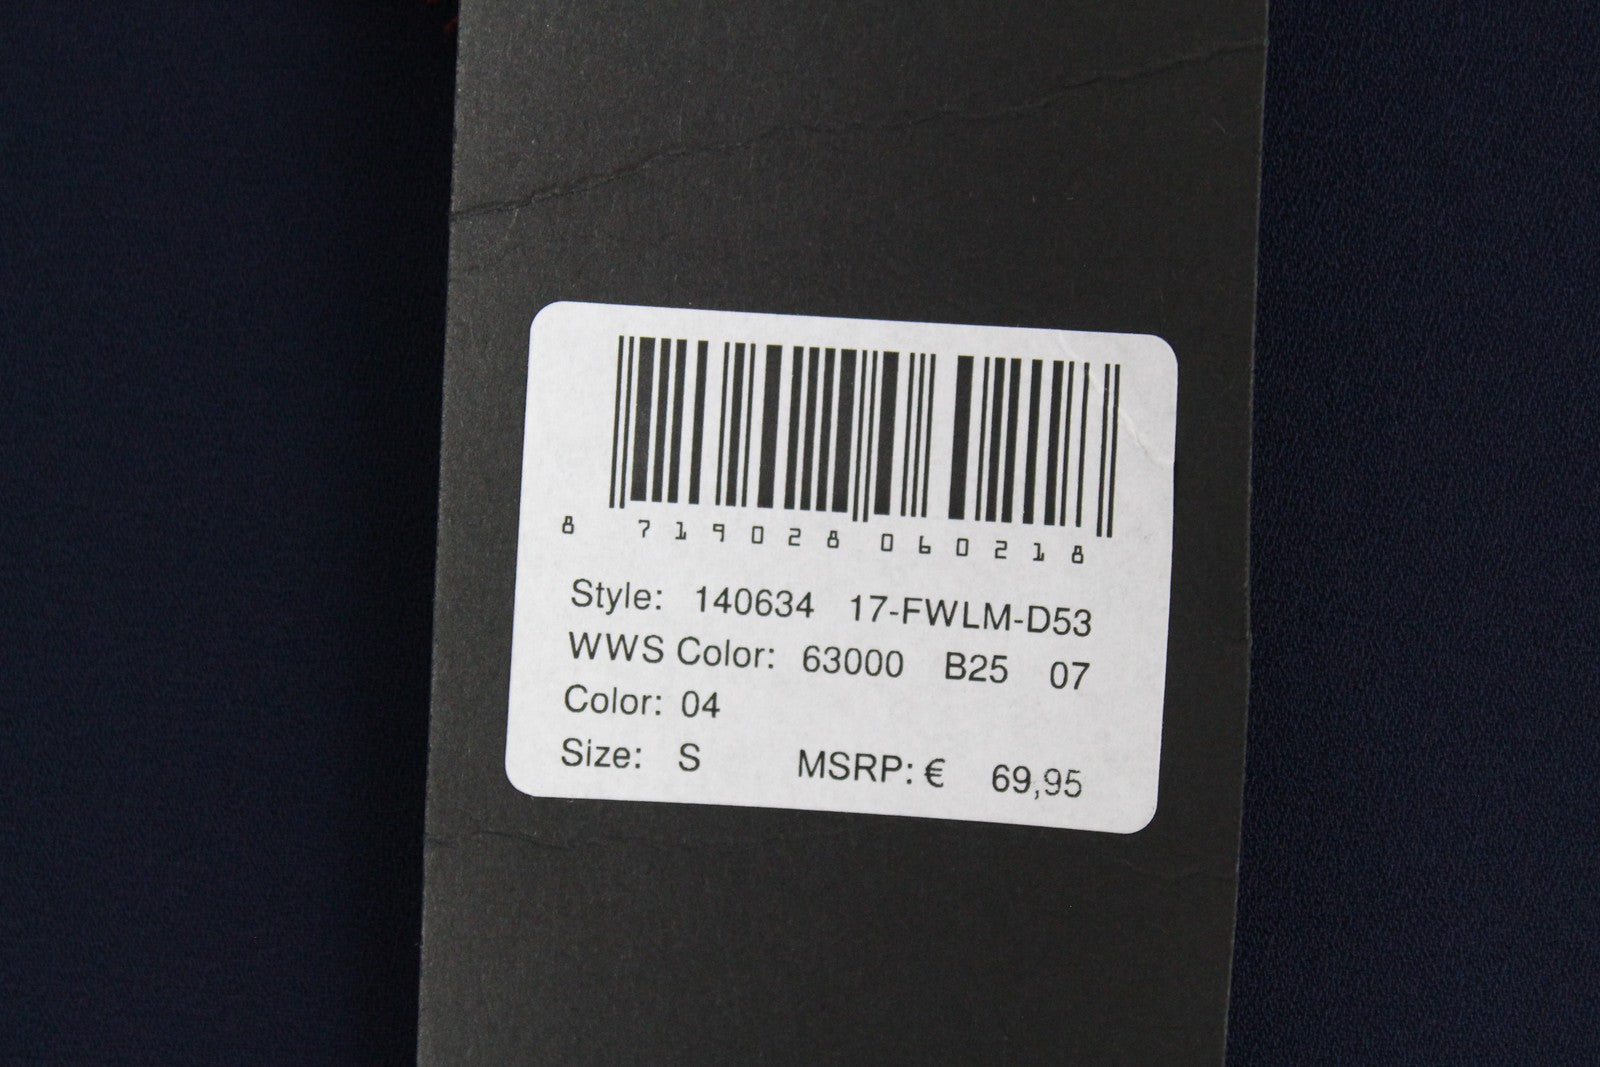 8 719028 060218
Style: 140634 17-FWLM-D53
WWS Color: 63000 B25 07
Color: 04
Size: S MSRP: € 69,95